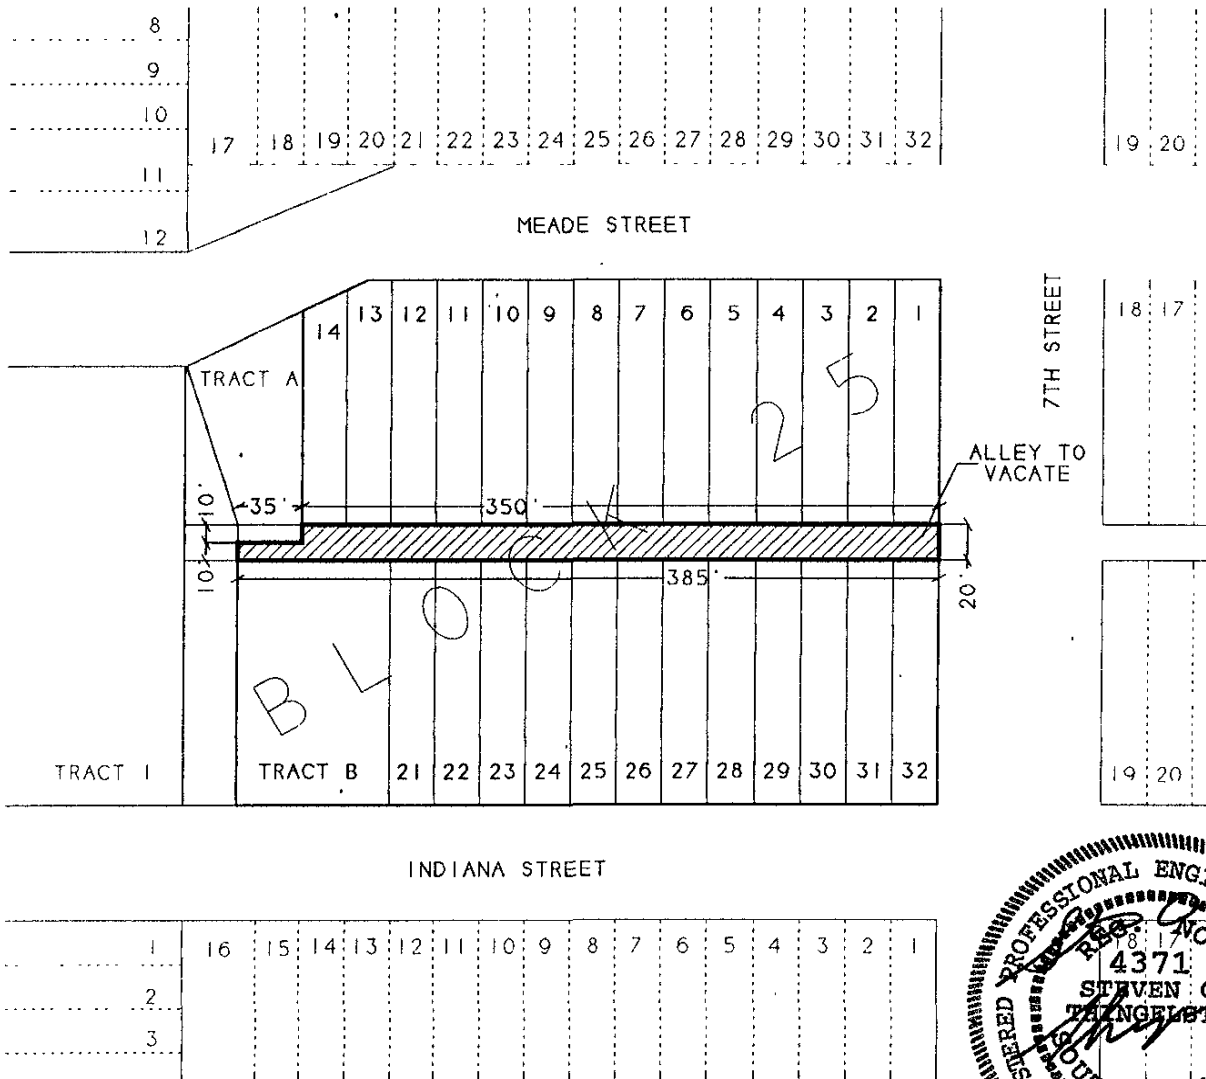 8
9
10
11
12
17 18 19 20 21 22 23 24 25 26 27 28 29 30 31 32
19 20
MEADE STREET
14 13 12 11 10 9 8 7 6 5 4 3 2 1
18 17
7TH STREET
TRACT A
BLOCK 25
ALLEY TO
VACATE
10'
35'
350'
10'
385'
20'
TRACT 1
TRACT B
21 22 23 24 25 26 27 28 29 30 31 32
19 20
INDIANA STREET
1
2
3
16 15 14 13 12 11 10 9 8 7 6 5 4 3 2 1
18 17
PROFESSIONAL
REG. NO
4371
STEVEN